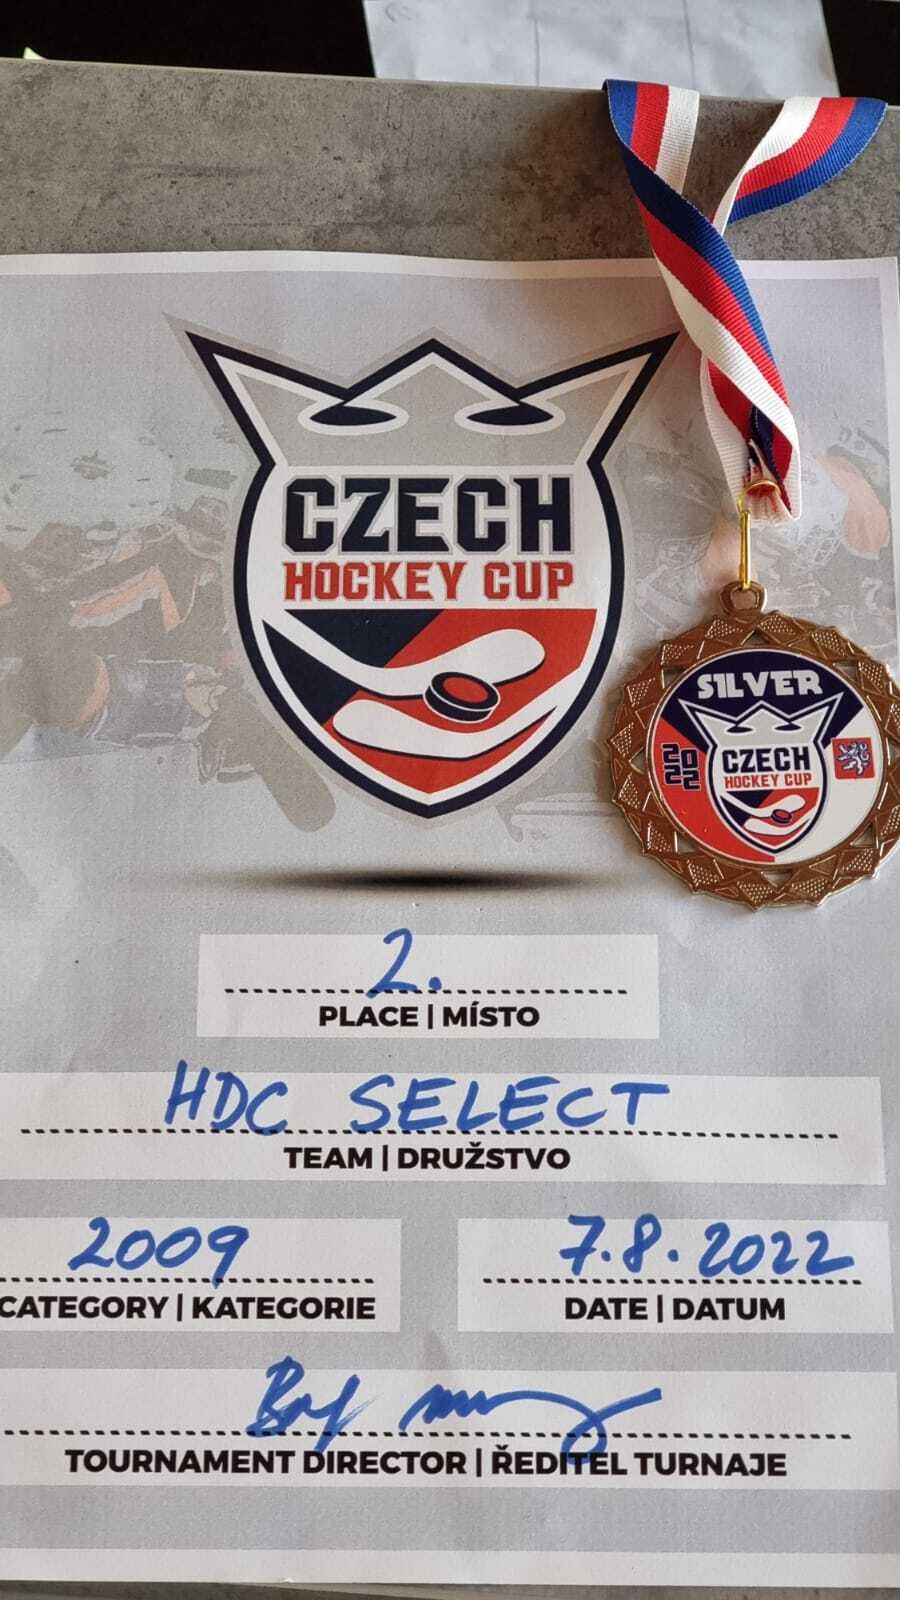 CZECH
HOCKEY CUP
SILVER
2022
CZECH
HOCKEY CUP
2.
PLACE | MÍSTO
HDC SELECT
TEAM | DRUŽSTVO
2009
CATEGORY | KATEGORIE
7.8.2022
DATE | DATUM
TOURNAMENT DIRECTOR | ŘEDITEL TURNAJE